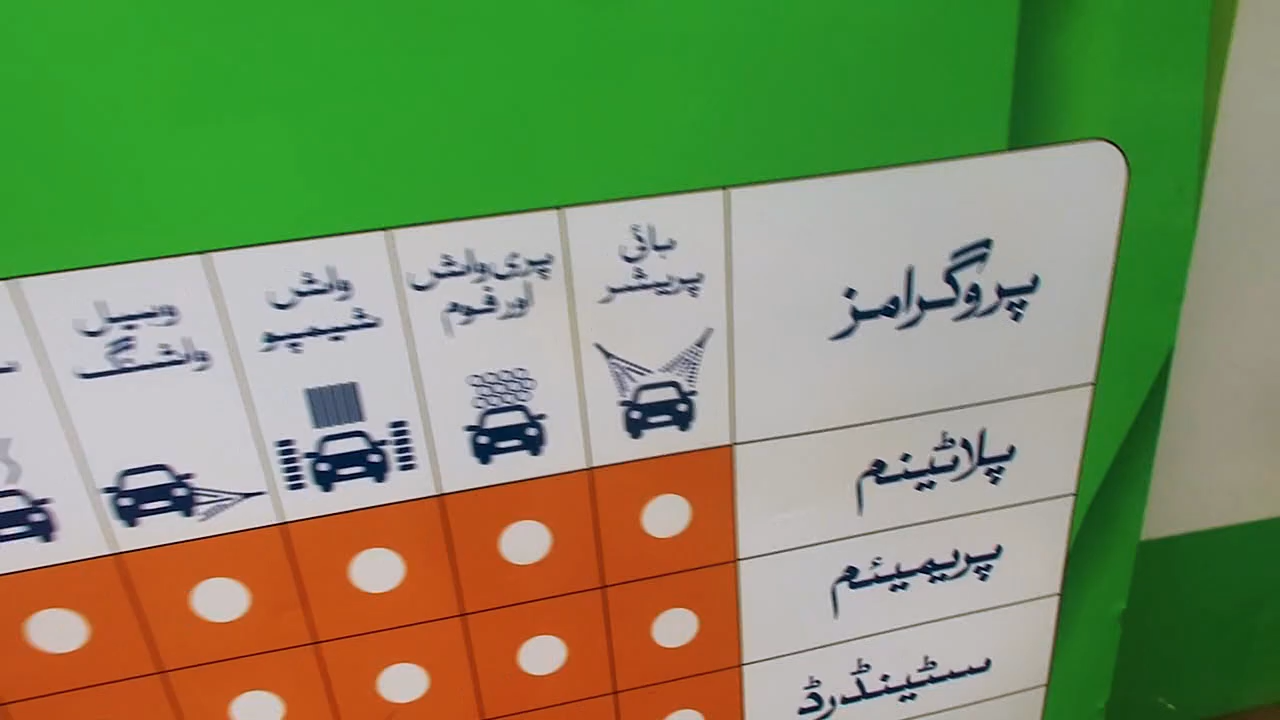 پروگرامز
ہائی
پریشر
پری واش
اور فوم
واش
شیمپو
وہیل
واشنگ
پلاٹینم
پریمیئم
سٹینڈرڈ